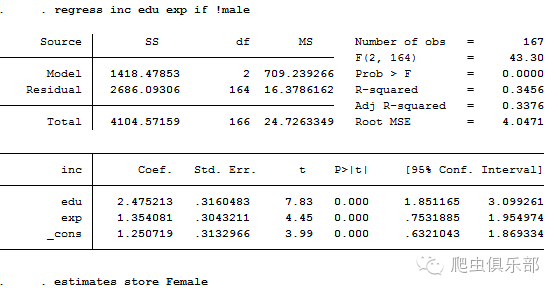 . . regress inc edu exp if !male
Source SS df MS Number of obs = 167
F(2, 164) = 43.30
Model 1418.47853 2 709.239266 Prob > F = 0.0000
Residual 2686.09306 164 16.3786162 R-squared = 0.3456
Adj R-squared = 0.3376
Total 4104.57159 166 24.7263349 Root MSE = 4.0471
inc Coef. Std. Err. t P>|t| [95% Conf. Interval]
edu 2.475213 .3160483 7.83 0.000 1.851165 3.099261
exp 1.354081 .3043211 4.45 0.000 .7531885 1.954974
_cons 1.250719 .3132966 3.99 0.000 .6321043 1.869334
. . estimates store Female
爬虫俱乐部